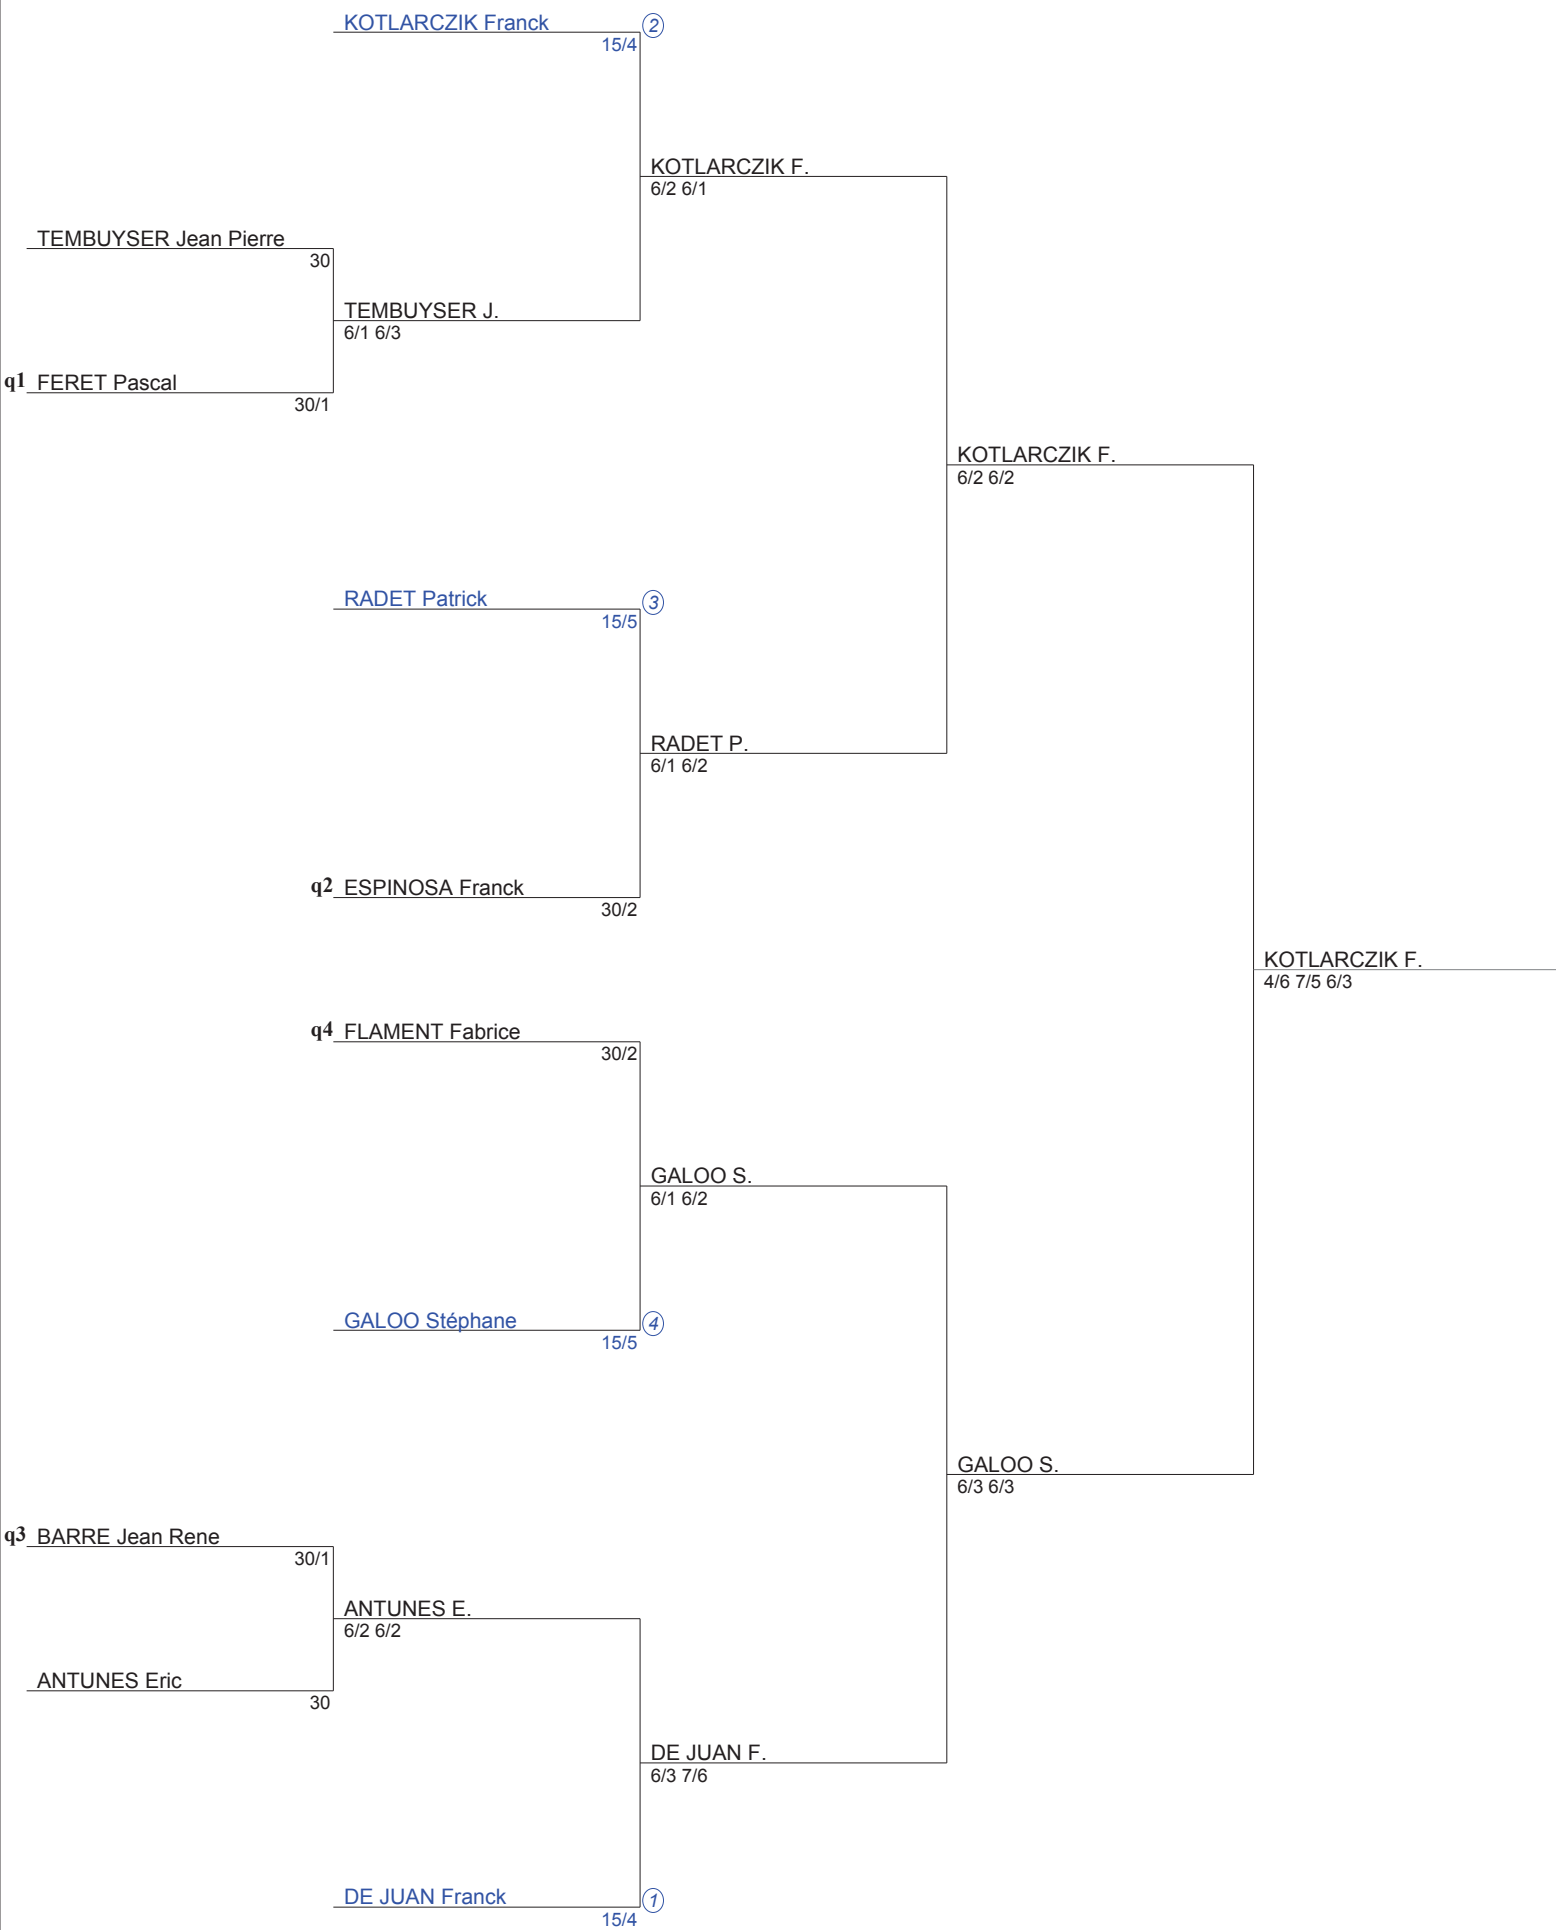 KOTLARCZIK Franck 2
15/4
KOTLARCZIK F.
6/2 6/1
TEMBUYSER Jean Pierre
30
TEMBUYSER J.
6/1 6/3
q1 FERET Pascal
30/1
KOTLARCZIK F.
6/2 6/2
RADET Patrick 3
15/5
RADET P.
6/1 6/2
q2 ESPINOSA Franck
30/2
KOTLARCZIK F.
4/6 7/5 6/3
q4 FLAMENT Fabrice
30/2
GALOO S.
6/1 6/2
GALOO Stéphane 4
15/5
GALOO S.
6/3 6/3
q3 BARRE Jean Rene
30/1
ANTUNES E.
6/2 6/2
ANTUNES Eric
30
DE JUAN F.
6/3 7/6
DE JUAN Franck 1
15/4